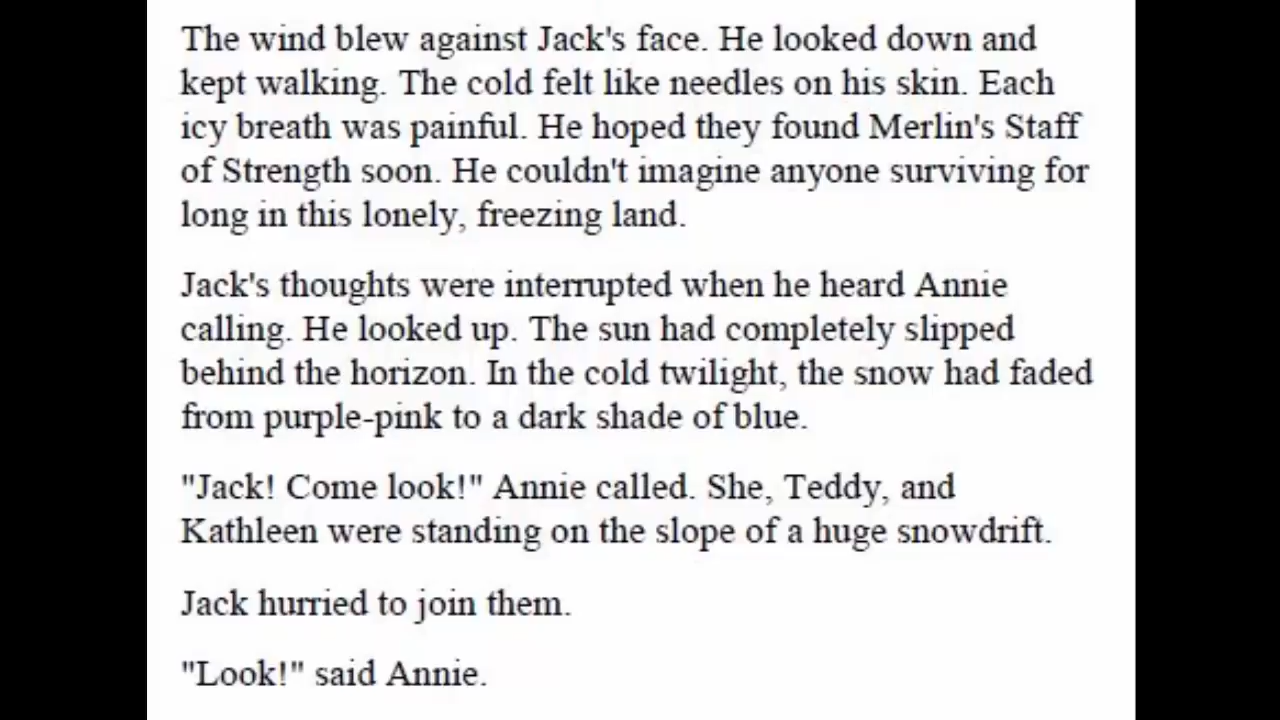 The wind blew against Jack's face. He looked down and
kept walking. The cold felt like needles on his skin. Each
icy breath was painful. He hoped they found Merlin's Staff
of Strength soon. He couldn't imagine anyone surviving for
long in this lonely, freezing land.
Jack's thoughts were interrupted when he heard Annie
calling. He looked up. The sun had completely slipped
behind the horizon. In the cold twilight, the snow had faded
from purple-pink to a dark shade of blue.
"Jack! Come look!" Annie called. She, Teddy, and
Kathleen were standing on the slope of a huge snowdrift.
Jack hurried to join them.
"Look!" said Annie.